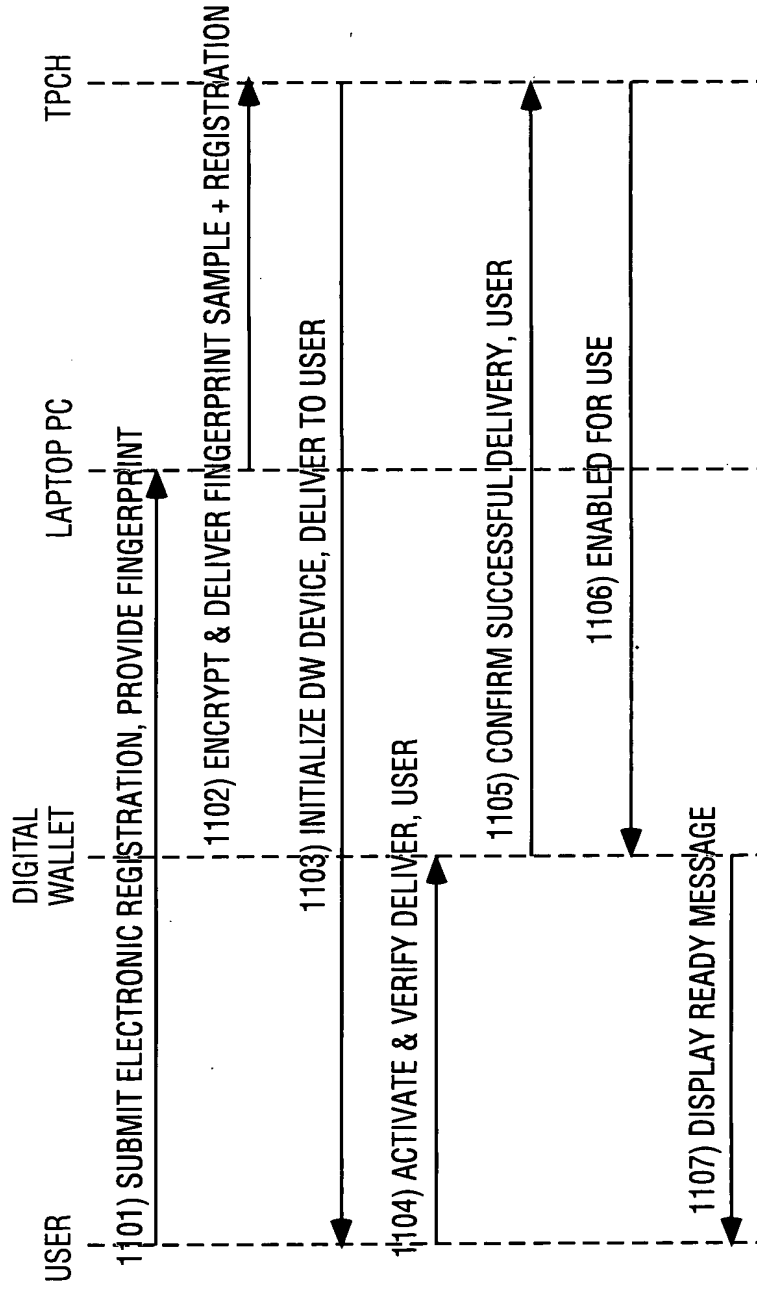 USER
DIGITAL
WALLET
LAPTOP PC
TPCH
1101) SUBMIT ELECTRONIC REGISTRATION, PROVIDE FINGERPRINT
1102) ENCRYPT & DELIVER FINGERPRINT SAMPLE + REGISTRATION
1103) INITIALIZE DW DEVICE, DELIVER TO USER
1104) ACTIVATE & VERIFY DELIVER, USER
1105) CONFIRM SUCCESSFUL DELIVERY, USER
1106) ENABLED FOR USE
1107) DISPLAY READY MESSAGE